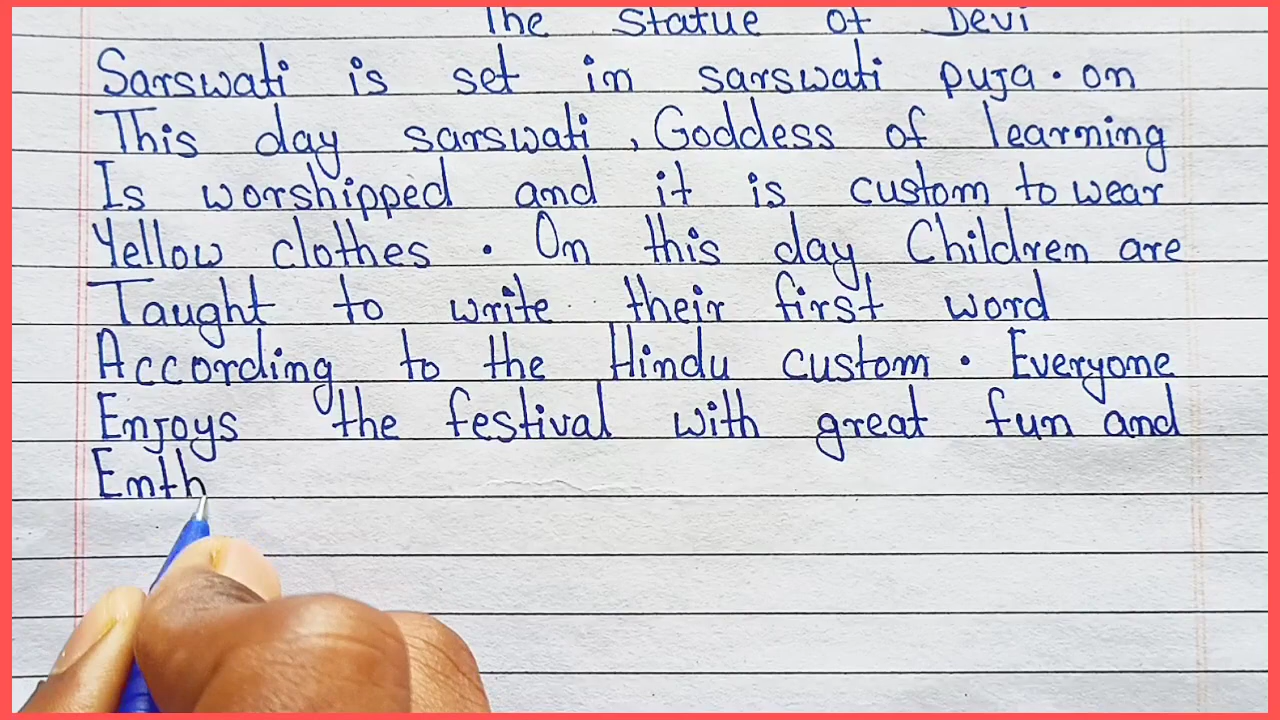 The Statue of Devi
Sarswati is set in sarswati puja. on
This day sarswati, Goddess of learning
Is worshipped and it is custom to wear
Yellow clothes. On this day Children are
Taught to write their first word
According to the Hindu custom. Everyone
Enjoys the festival with great fun and
Enth